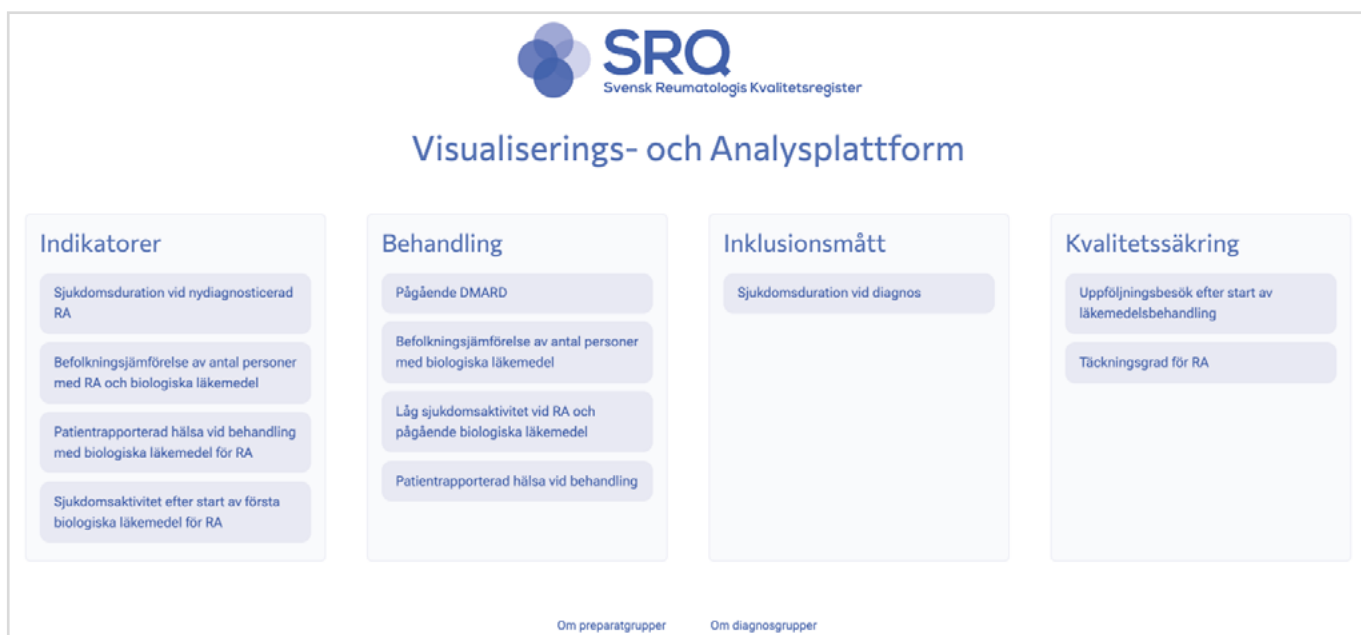 SRQ
Svensk Reumatologis Kvalitetsregister
Visualiserings- och Analysplattform
Indikatorer
Sjukdomsduration vid nydiagnosticerad
RA
Befolkningsjämförelse av antal personer
med RA och biologiska läkemedel
Patientrapporterad hälsa vid behandling
med biologiska läkemedel för RA
Sjukdomsaktivitet efter start av första
biologiska läkemedel för RA
Behandling
Pågående DMARD
Befolkningsjämförelse av antal personer
med biologiska läkemedel
Låg sjukdomsaktivitet vid RA och
pågående biologiska läkemedel
Patientrapporterad hälsa vid behandling
Inklusionsmått
Sjukdomsduration vid diagnos
Kvalitetssäkring
Uppföljningsbesök efter start av
läkemedelsbehandling
Täckningsgrad för RA
Om preparatgrupper
Om diagnosgrupper